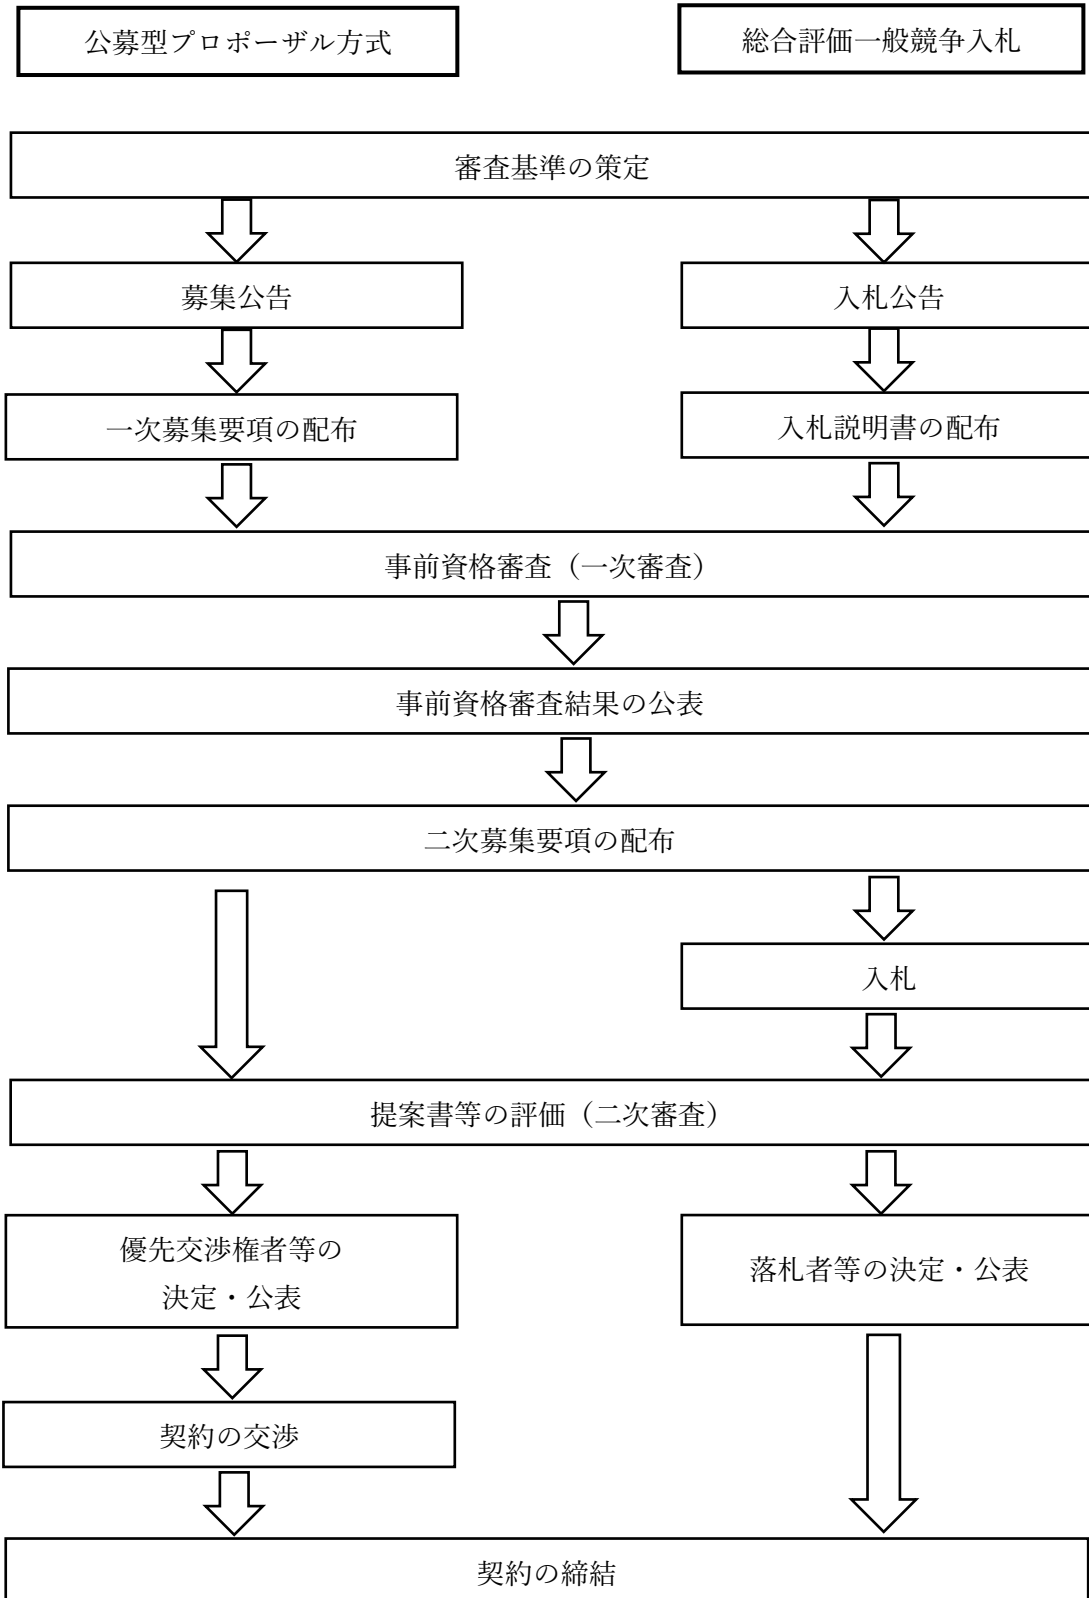 公募型プロポーザル方式
総合評価一般競争入札
審査基準の策定
募集公告
入札公告
一次募集要項の配布
入札説明書の配布
事前資格審査（一次審査）
事前資格審査結果の公表
二次募集要項の配布
入札
提案書等の評価（二次審査）
優先交渉権者等の
決定・公表
落札者等の決定・公表
契約の交渉
契約の締結